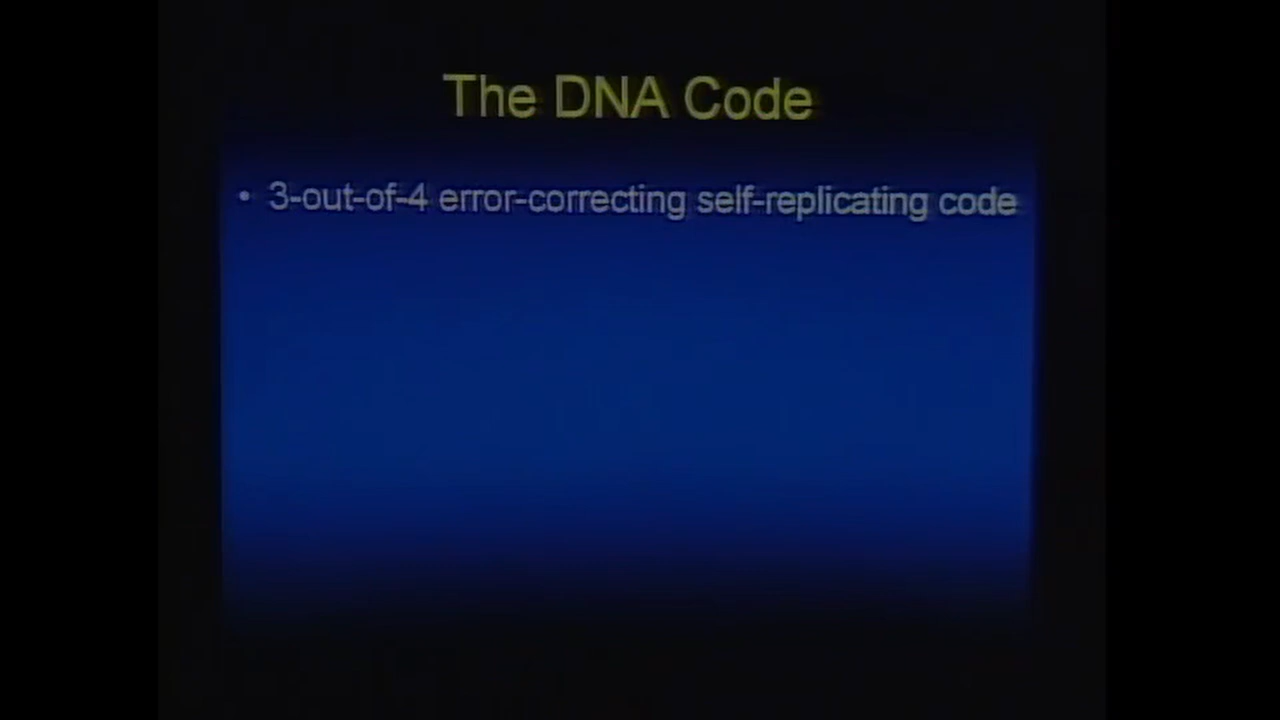 The DNA Code
• 3-out-of-4 error-correcting self-replicating code